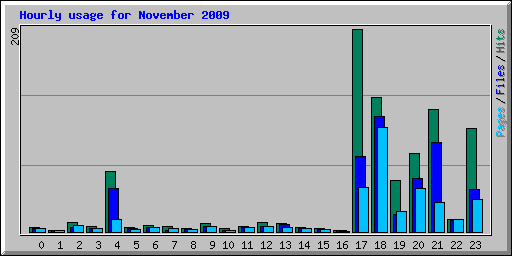 Hourly usage for November 2009
209
Pages / Files / Hits
0 1 2 3 4 5 6 7 8 9 10 11 12 13 14 15 16 17 18 19 20 21 22 23